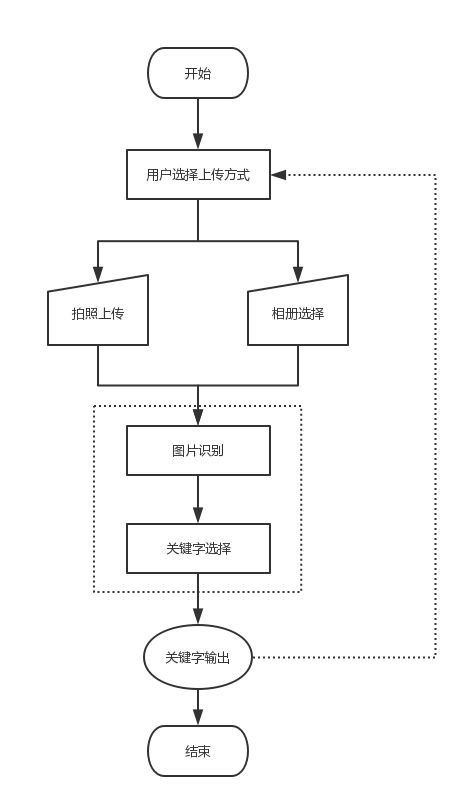 开始
用户选择上传方式
拍照上传
相册选择
图片识别
关键字选择
关键字输出
结束